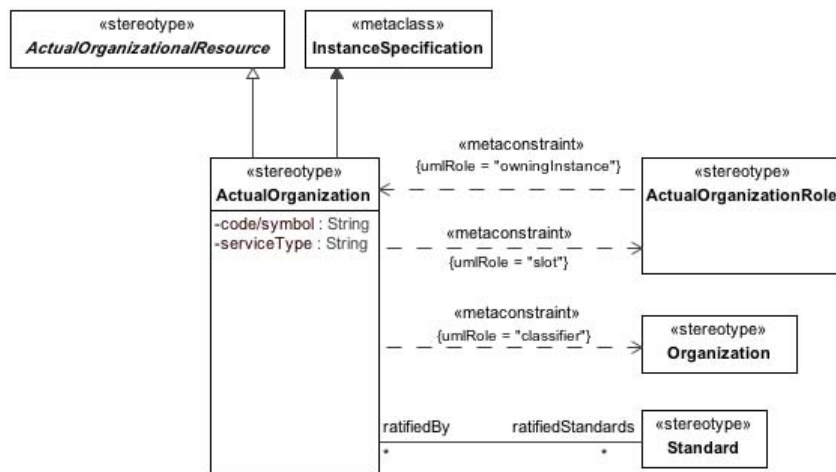 «stereotype»
ActualOrganizationalResource
«metaclass»
InstanceSpecification
«metaconstraint»
{umlRole = "owningInstance"}
«stereotype»
ActualOrganization
«stereotype»
ActualOrganizationRole
-code/symbol : String
-serviceType : String
«metaconstraint»
{umlRole = "slot"}
«metaconstraint»
{umlRole = "classifier"}
«stereotype»
Organization
ratifiedBy
ratifiedStandards
*
*
«stereotype»
Standard